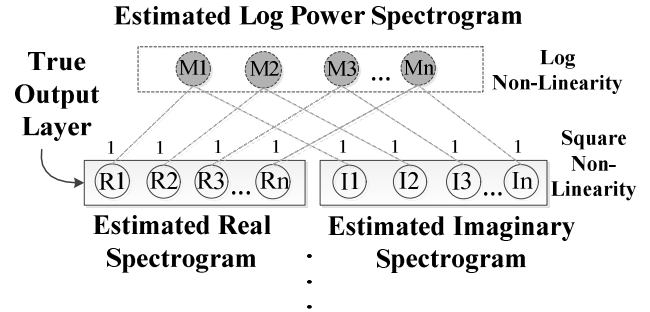 Estimated Log Power Spectrogram
M1 M2 M3 ... Mn
Log
Non-Linearity
True
Output
Layer
1 1 1 1 1 1 1 1
Square
Non-
Linearity
R1 R2 R3 ... Rn I1 I2 I3 ... In
Estimated Real
Spectrogram
Estimated Imaginary
Spectrogram